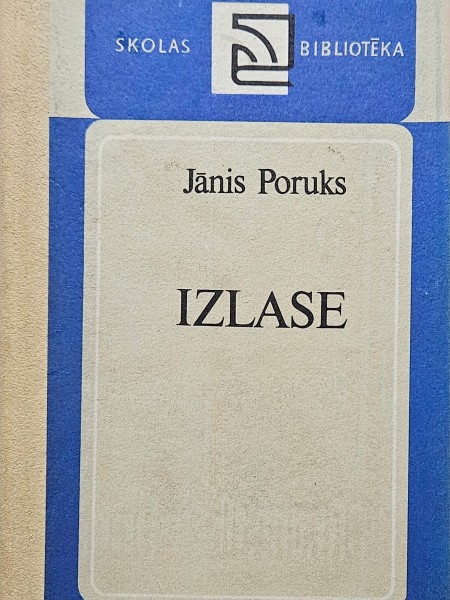 SKOLAS BIBLIOTĒKA
Jānis Poruks
IZLASE